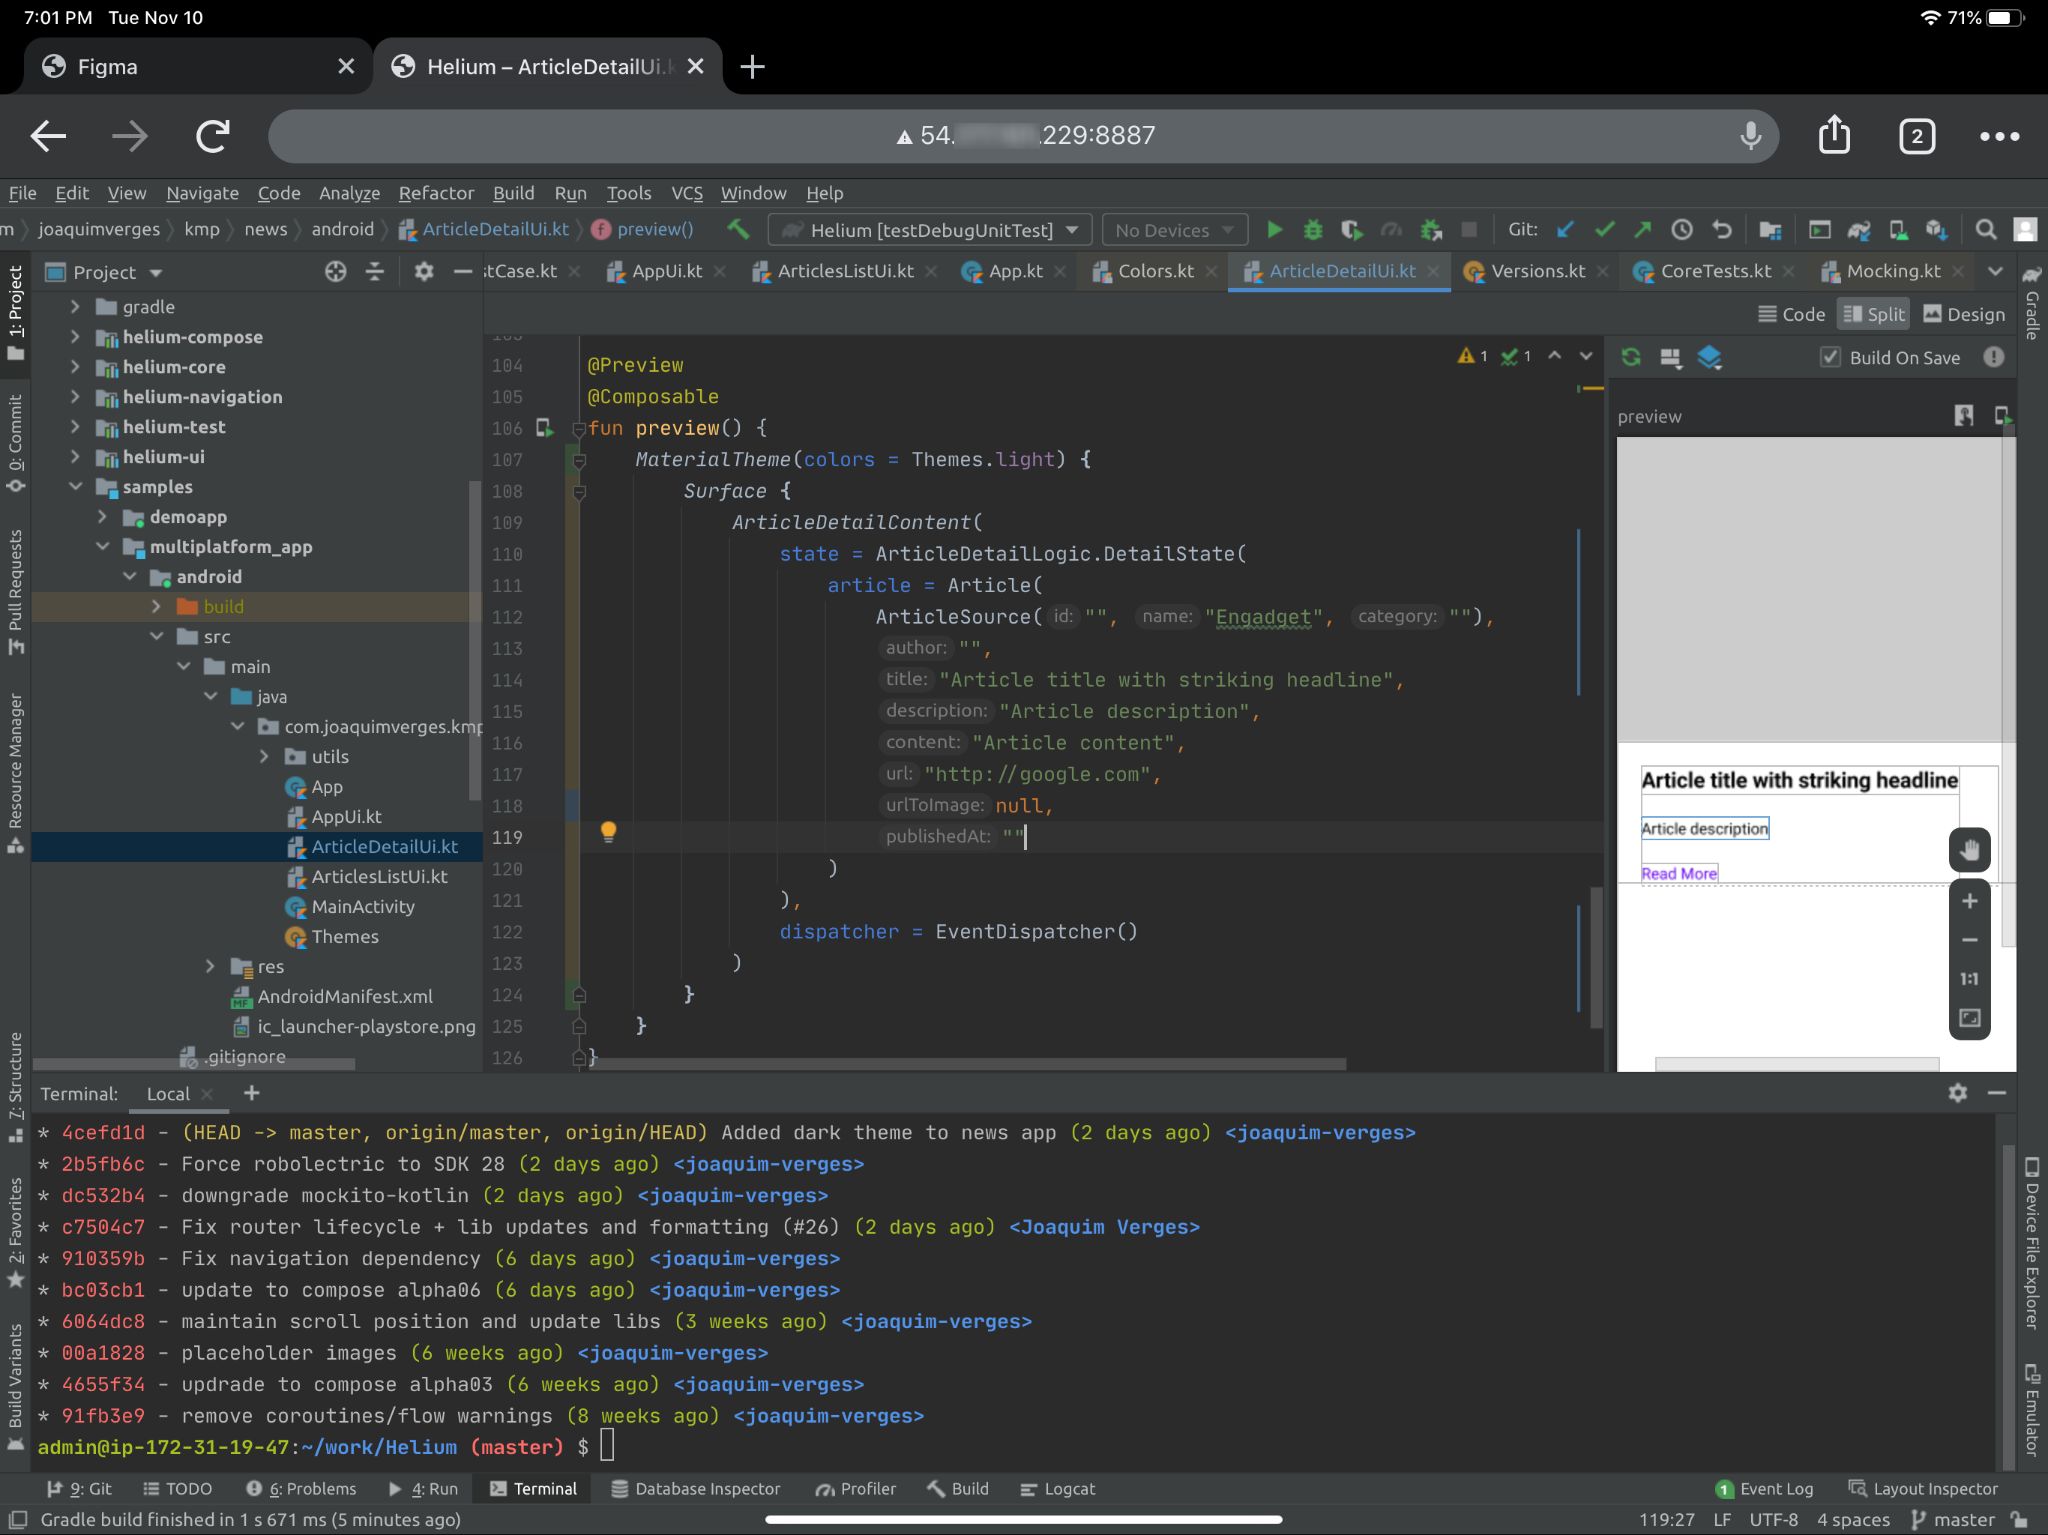 7:01 PM Tue Nov 10
71%
Figma
Helium – ArticleDetailUi.k
54. .229:8887
2
File Edit View Navigate Code Analyze Refactor Build Run Tools VCS Window Help
m joaquimverges kmp news android ArticleDetailUi.kt preview() Helium [testDebugUnitTest] No Devices Git:
Project
stCase.kt AppUi.kt ArticlesListUi.kt App.kt Colors.kt ArticleDetailUi.kt Versions.kt CoreTests.kt Mocking.kt
Code Split Design
1: Project
0: Commit
Pull Requests
Resource Manager
7: Structure
2: Favorites
Build Variants
gradle
helium-compose
helium-core
helium-navigation
helium-test
helium-ui
samples
demoapp
multiplatform_app
android
build
src
main
java
com.joaquimverges.kmp
utils
App
AppUi.kt
ArticleDetailUi.kt
ArticlesListUi.kt
MainActivity
Themes
res
AndroidManifest.xml
ic_launcher-playstore.png
.gitignore
1 1
103
104 @Preview
105 @Composable
106 fun preview() {
107 MaterialTheme(colors = Themes.light) {
108 Surface {
109 ArticleDetailContent(
110 state = ArticleDetailLogic.DetailState(
111 article = Article(
112 ArticleSource( id: "", name: "Engadget", category: ""),
113 author: "",
114 title: "Article title with striking headline",
115 description: "Article description",
116 content: "Article content",
117 url: "http://google.com",
118 urlToImage: null,
119 publishedAt: ""
120 )
121 ),
122 dispatcher = EventDispatcher()
123 )
124 }
125 }
126 }
Build On Save
preview
Article title with striking headline
Article description
Read More
1:1
Gradle
Device File Explorer
Emulator
Terminal: Local
* 4cefd1d - (HEAD -> master, origin/master, origin/HEAD) Added dark theme to news app (2 days ago) <joaquim-verges>
* 2b5fb6c - Force robolectric to SDK 28 (2 days ago) <joaquim-verges>
* dc532b4 - downgrade mockito-kotlin (2 days ago) <joaquim-verges>
* c7504c7 - Fix router lifecycle + lib updates and formatting (#26) (2 days ago) <Joaquim Verges>
* 910359b - Fix navigation dependency (6 days ago) <joaquim-verges>
* bc03cb1 - update to compose alpha06 (6 days ago) <joaquim-verges>
* 6064dc8 - maintain scroll position and update libs (3 weeks ago) <joaquim-verges>
* 00a1828 - placeholder images (6 weeks ago) <joaquim-verges>
* 4655f34 - updrade to compose alpha03 (6 weeks ago) <joaquim-verges>
* 91fb3e9 - remove coroutines/flow warnings (8 weeks ago) <joaquim-verges>
admin@ip-172-31-19-47:~/work/Helium (master) $
9: Git TODO 6: Problems 4: Run Terminal Database Inspector Profiler Build Logcat 1 Event Log Layout Inspector
Gradle build finished in 1 s 671 ms (5 minutes ago) 119:27 LF UTF-8 4 spaces master